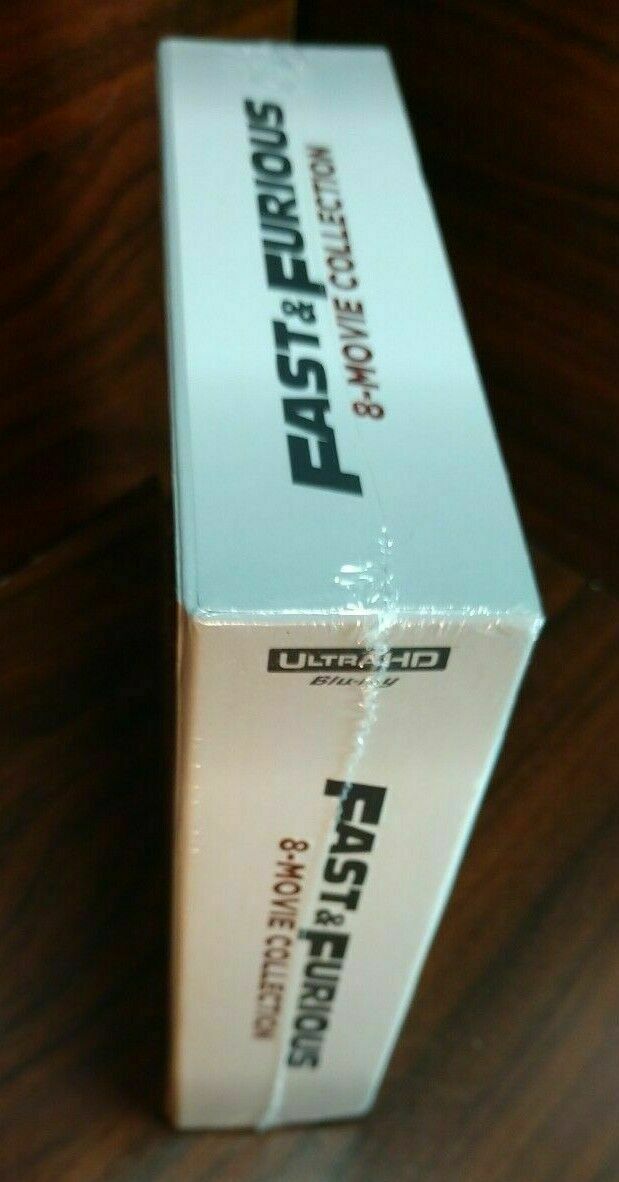 FAST & FURIOUS
8-MOVIE COLLECTION
ULTRA HD
Blu-ray
FAST & FURIOUS
8-MOVIE COLLECTION